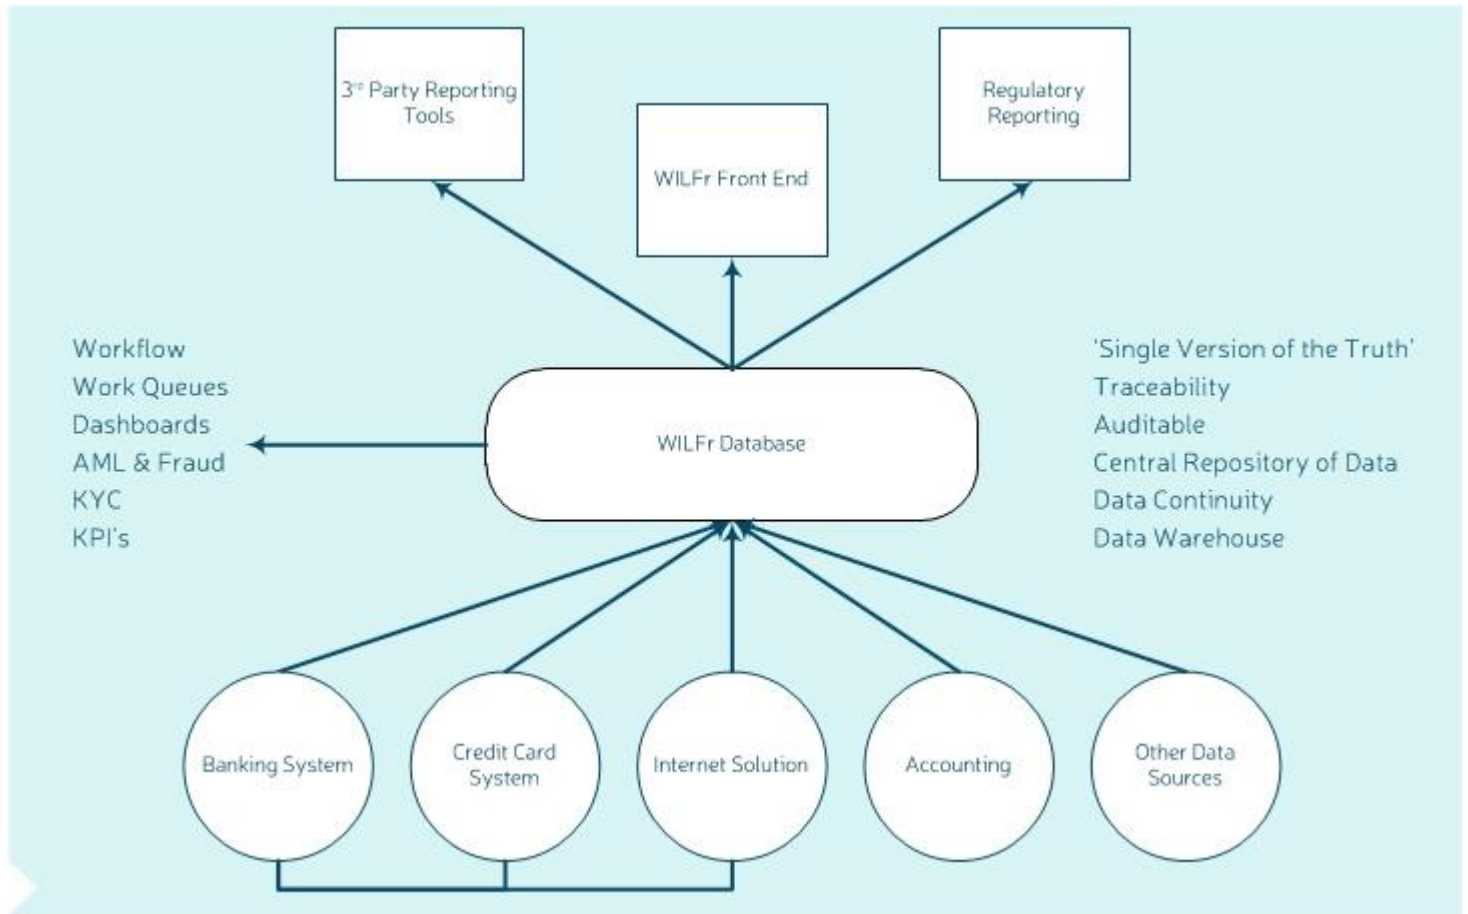 3rd Party Reporting
Tools
Regulatory
Reporting
WILFr Front End
Workflow
Work Queues
Dashboards
AML & Fraud
KYC
KPI's
WILFr Database
'Single Version of the Truth'
Traceability
Auditable
Central Repository of Data
Data Continuity
Data Warehouse
Banking System
Credit Card
System
Internet Solution
Accounting
Other Data
Sources